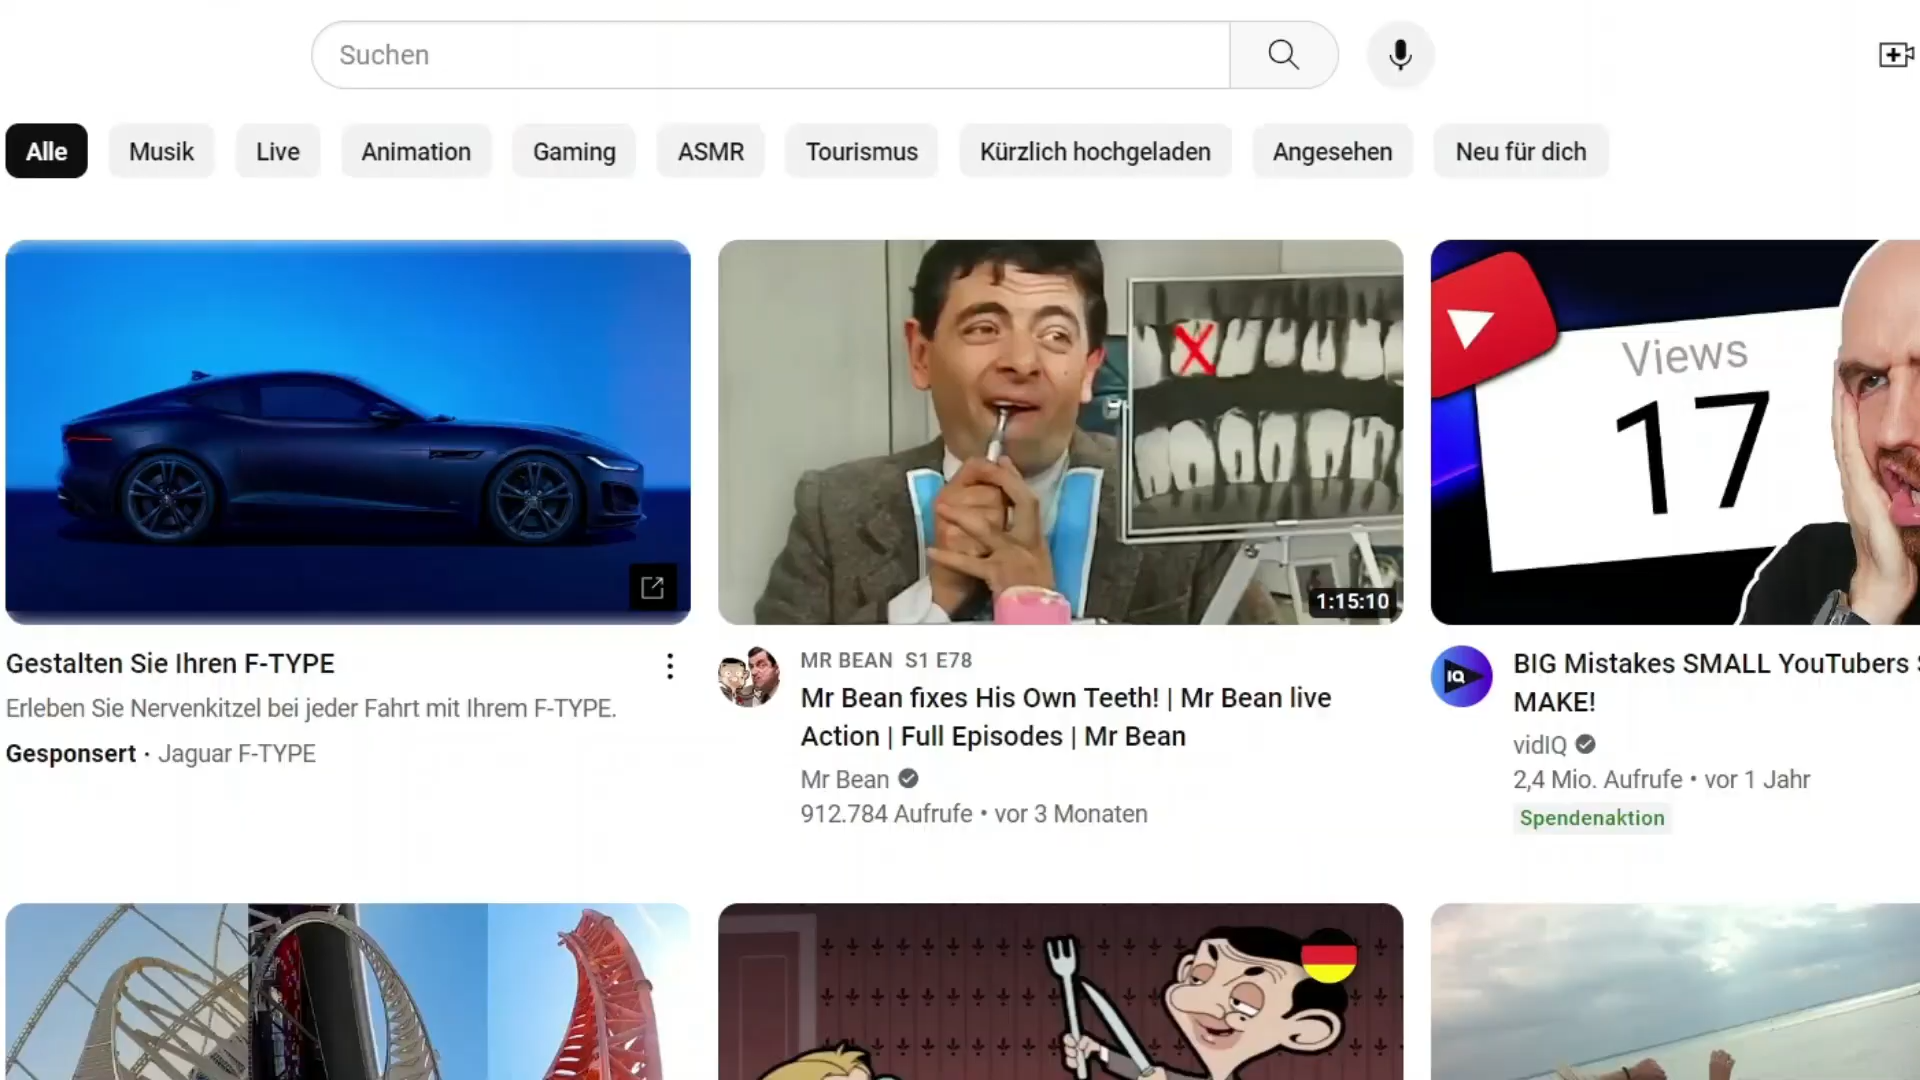 Suchen
Alle
Musik
Live
Animation
Gaming
ASMR
Tourismus
Kürzlich hochgeladen
Angesehen
Neu für dich
1:15:10
Views
17
Gestalten Sie Ihren F-TYPE
Erleben Sie Nervenkitzel bei jeder Fahrt mit Ihrem F-TYPE.
Gesponsert · Jaguar F-TYPE
MR BEAN S1 E78
Mr Bean fixes His Own Teeth! | Mr Bean live
Action | Full Episodes | Mr Bean
Mr Bean
912.784 Aufrufe • vor 3 Monaten
IQ
BIG Mistakes SMALL YouTubers
MAKE!
vidIQ
2,4 Mio. Aufrufe • vor 1 Jahr
Spendenaktion